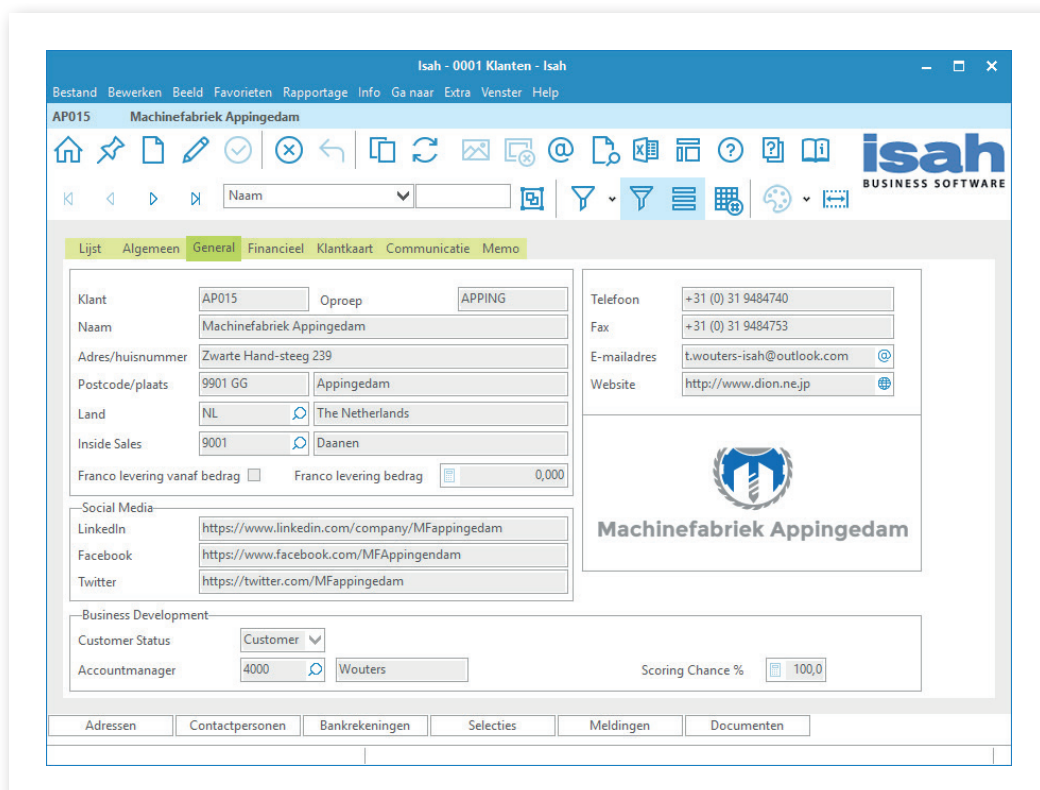 Isah - 0001 Klanten - Isah
Bestand Bewerken Beeld Favorieten Rapportage Info Ga naar Extra Venster Help
AP015 Machinefabriek Appingedam
isah
BUSINESS SOFTWARE
Naam
Lijst Algemeen General Financieel Klantkaart Communicatie Memo
Klant AP015 Oproep APPING
Naam Machinefabriek Appingedam
Adres/huisnummer Zwarte Hand-steeg 239
Postcode/plaats 9901 GG Appingedam
Land NL The Netherlands
Inside Sales 9001 Daanen
Franco levering vanaf bedrag Franco levering bedrag 0,000
Telefoon +31 (0) 31 9484740
Fax +31 (0) 31 9484753
E-mailadres t.wouters-isah@outlook.com @
Website http://www.dion.ne.jp
Machinefabriek Appingedam
Social Media
LinkedIn https://www.linkedin.com/company/MFappingedam
Facebook https://www.facebook.com/MFAppingendam
Twitter https://twitter.com/MFappingedam
Business Development
Customer Status Customer
Accountmanager 4000 Wouters Scoring Chance % 100,0
Adressen Contactpersonen Bankrekeningen Selecties Meldingen Documenten